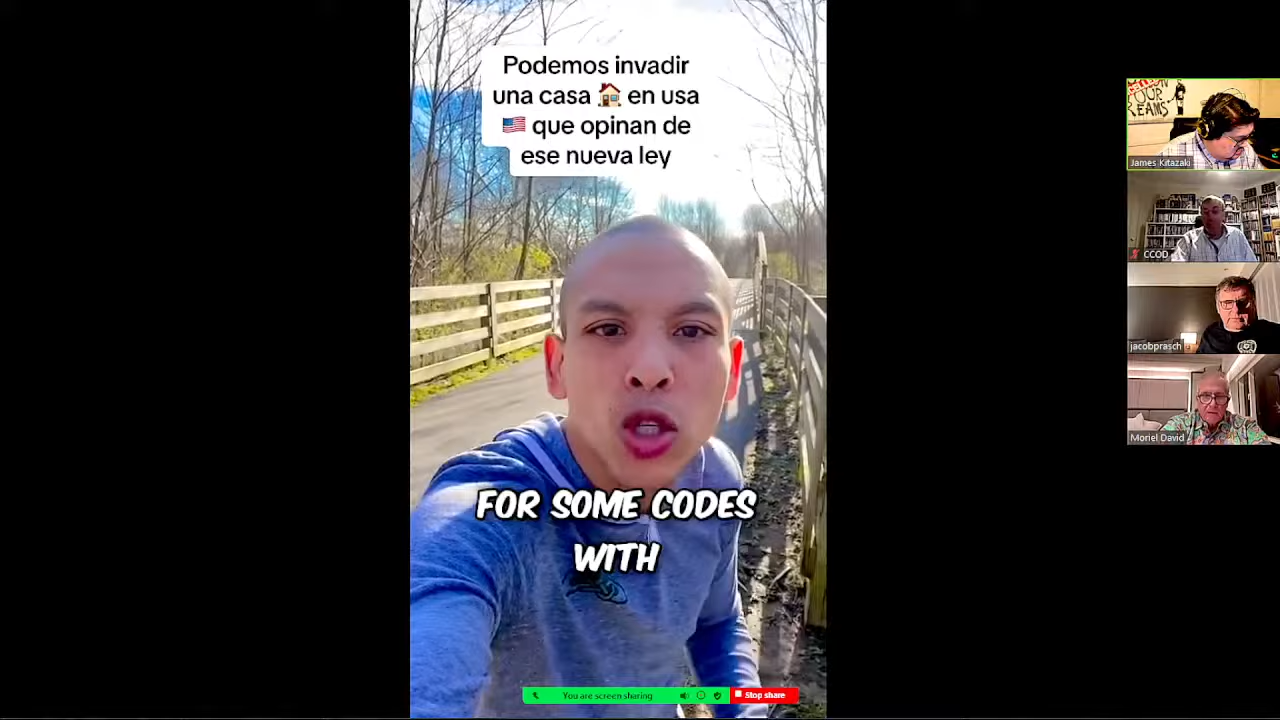 Podemos invadir
una casa 🏠 en usa
🇺🇸 que opinan de
ese nueva ley
FOR SOME CODES
WITH
You are screen sharing
Stop share
James Kitazaki
CCOD
jacobprasch
Moriel David